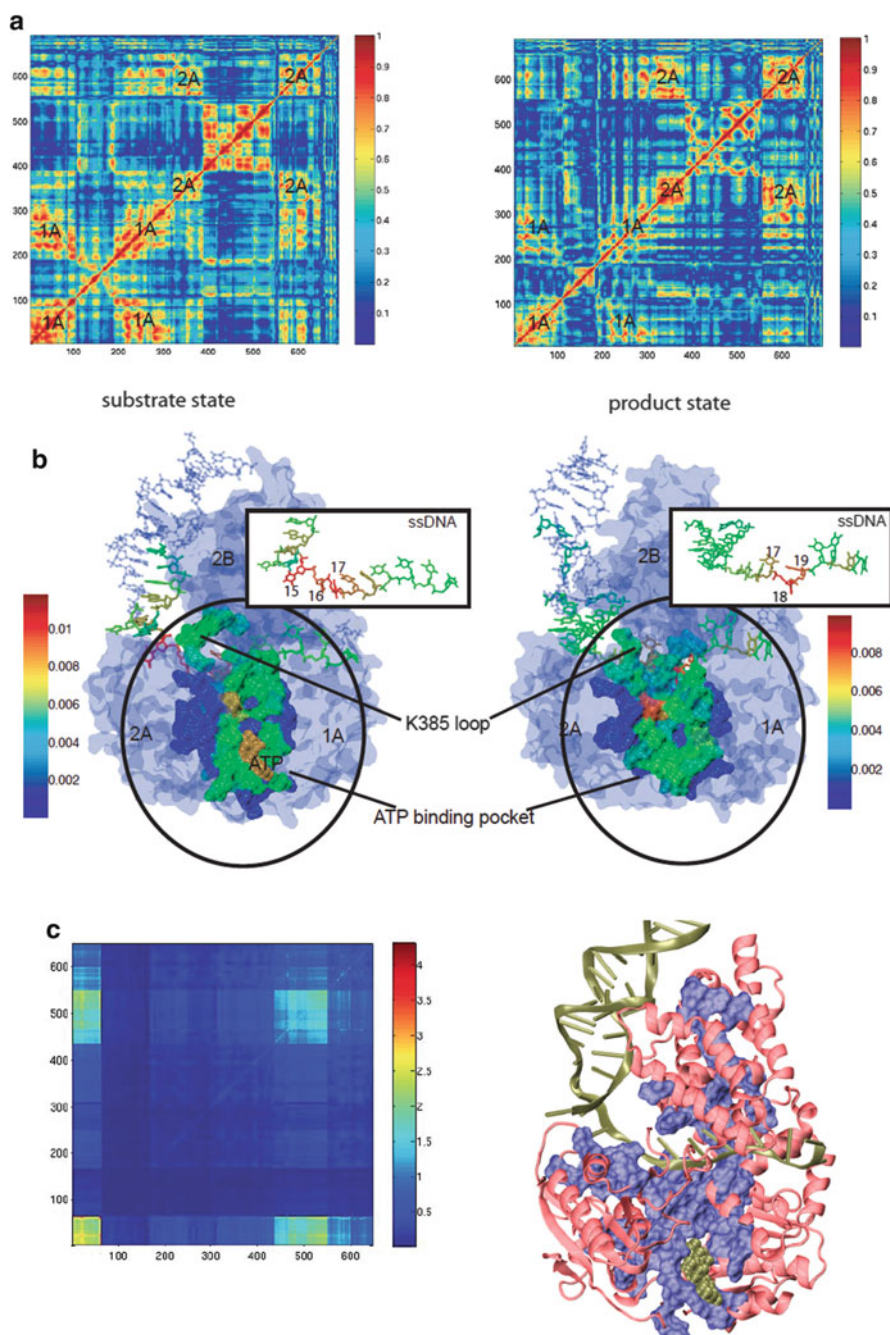 a
600
500
400
300
200
100
100 200 300 400 500 600
2A 2A
2A 2A
1A 1A
1A 1A
1
0.9
0.8
0.7
0.6
0.5
0.4
0.3
0.2
0.1
600
500
400
300
200
100
100 200 300 400 500 600
2A 2A
2A 2A
1A 1A
1A 1A
1
0.9
0.8
0.7
0.6
0.5
0.4
0.3
0.2
0.1
substrate state
product state
b
0.01
0.008
0.006
0.004
0.002
2B
ssDNA
17
15 16
2A
1A
ATP
K385 loop
ATP binding pocket
2B
ssDNA
17 19
18
2A
1A
0.008
0.006
0.004
0.002
c
600
500
400
300
200
100
100 200 300 400 500 600
4
3.5
3
2.5
2
1.5
1
0.5